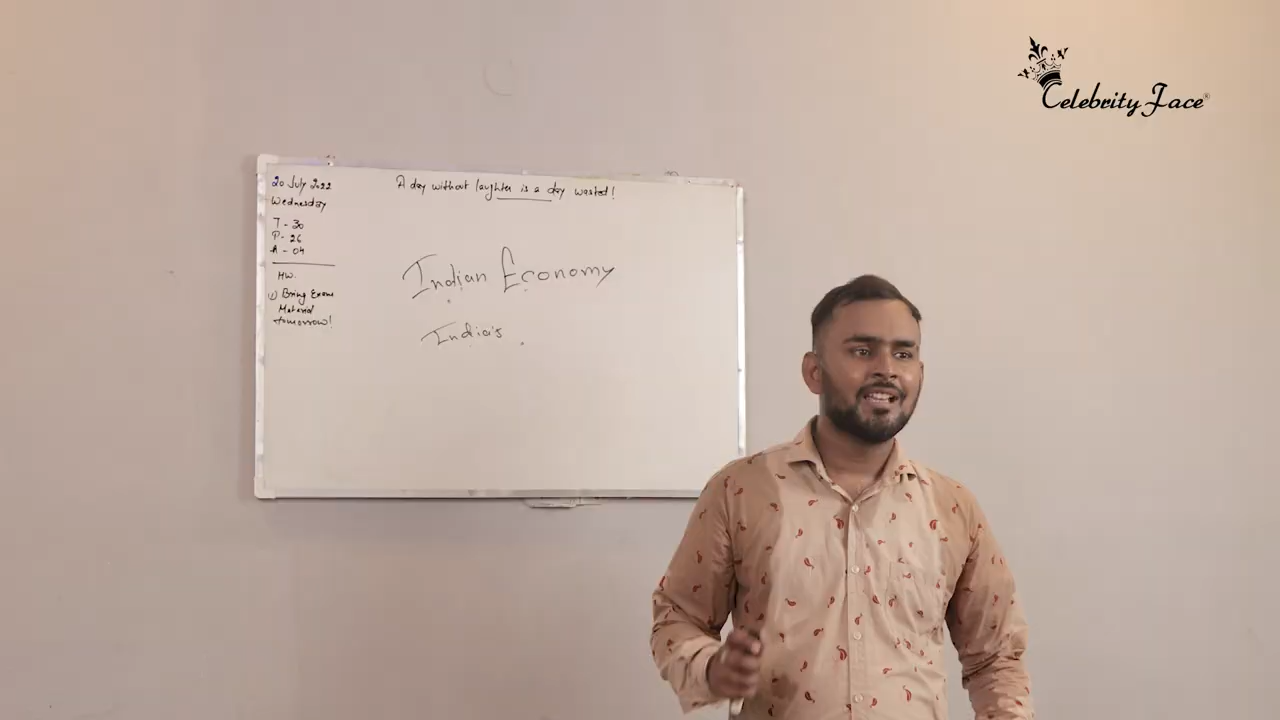 Celebrity Face®
20 July 2022
Wednesday
T - 30
P - 26
A - 04
HW.
Bring Exam
Material
tomorrow!
A day without laughter is a day wasted!
Indian Economy
India's